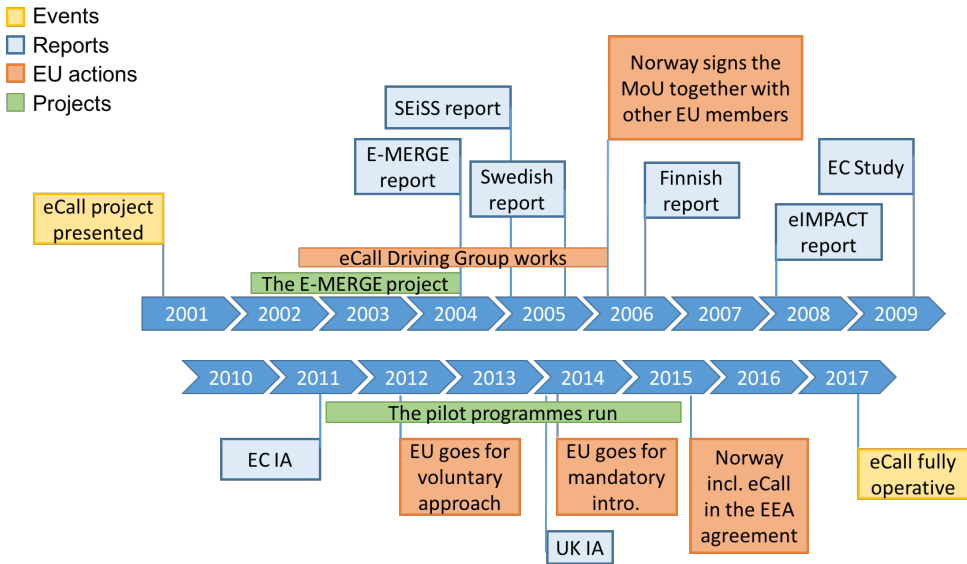 Events
Reports
EU actions
Projects
Norway signs the
MoU together with
other EU members
SEiSS report
E-MERGE
report
Swedish
report
Finnish
report
EC Study
eCall project
presented
eIMPACT
report
eCall Driving Group works
The E-MERGE project
2001 2002 2003 2004 2005 2006 2007 2008 2009
2010 2011 2012 2013 2014 2015 2016 2017
The pilot programmes run
EC IA
EU goes for
voluntary
approach
EU goes for
mandatory
intro.
Norway
incl. eCall
in the EEA
agreement
eCall fully
operative
UK IA